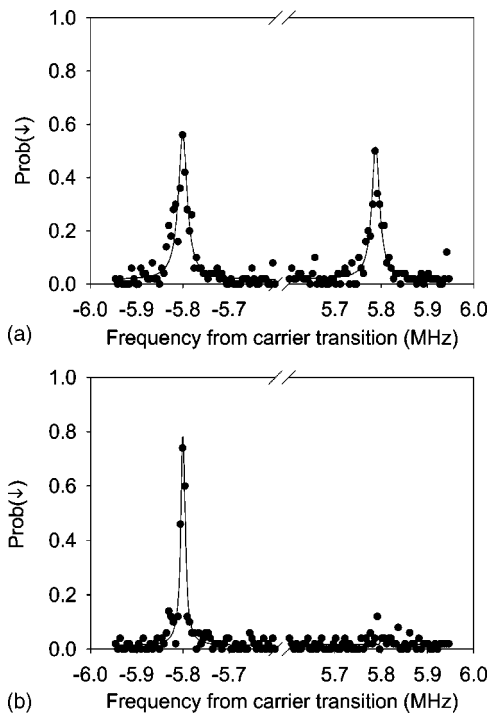 1.0
0.8
0.6
0.4
0.2
0.0
Prob(↓)
-6.0 -5.9 -5.8 -5.7 5.7 5.8 5.9 6.0
(a) Frequency from carrier transition (MHz)
1.0
0.8
0.6
0.4
0.2
0.0
Prob(↓)
-6.0 -5.9 -5.8 -5.7 5.7 5.8 5.9 6.0
(b) Frequency from carrier transition (MHz)